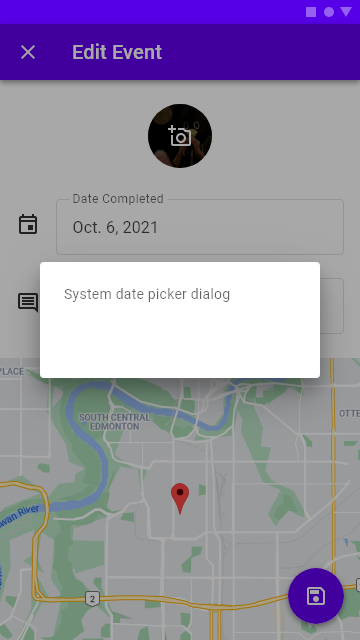 Edit Event
Date Completed
Oct. 6, 2021
System date picker dialog
PLACE
SOUTH CENTRAL
EDMONTON
OTTE
wan River
2